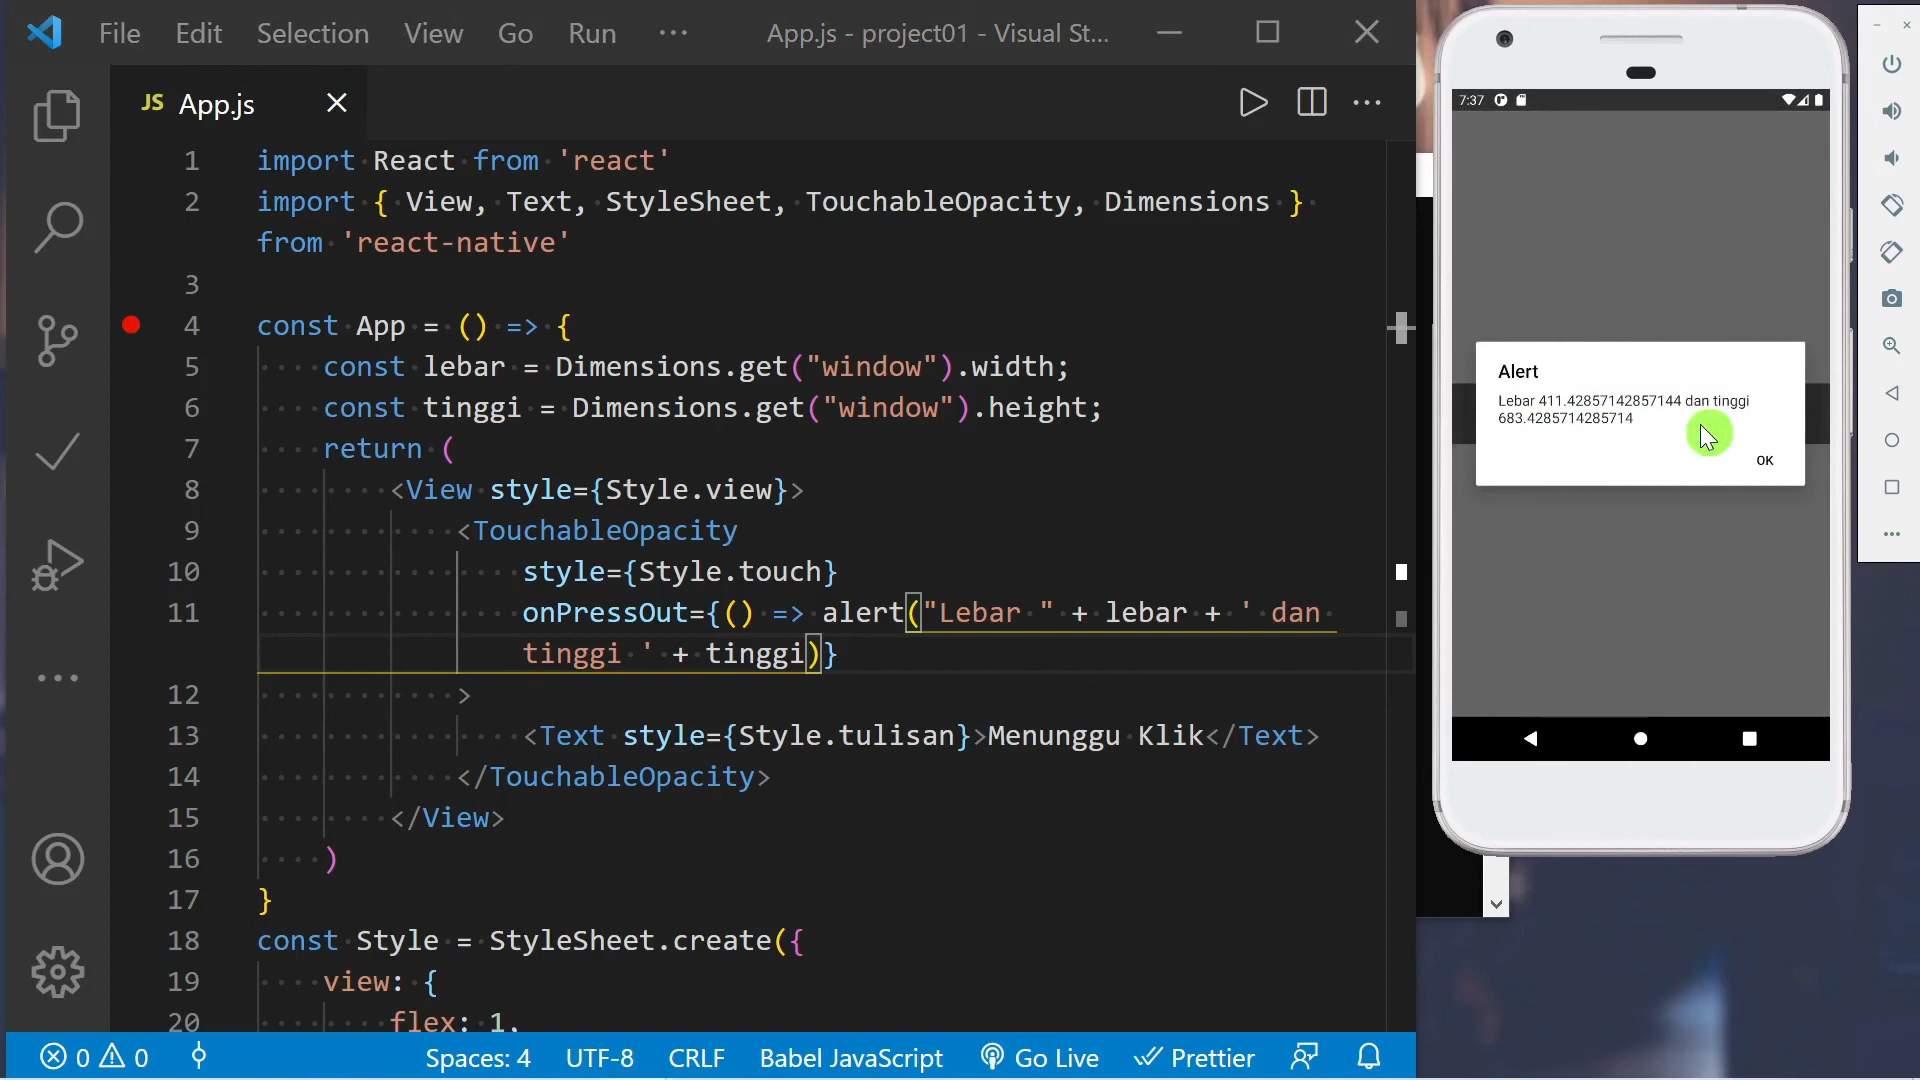 File Edit Selection View Go Run ··· App.js - project01 - Visual St...
JS App.js
1 import React from 'react'
2 import { View, Text, StyleSheet, TouchableOpacity, Dimensions }
from 'react-native'
3
4 const App = () => {
5 const lebar = Dimensions.get("window").width;
6 const tinggi = Dimensions.get("window").height;
7 return (
8 <View style={Style.view}>
9 <TouchableOpacity
10 style={Style.touch}
11 onPressOut={() => alert("Lebar " + lebar + ' dan
tinggi ' + tinggi)}
12 >
13 <Text style={Style.tulisan}>Menunggu Klik</Text>
14 </TouchableOpacity>
15 </View>
16 )
17 }
18 const Style = StyleSheet.create({
19 view: {
20 flex: 1,
0 0 Spaces: 4 UTF-8 CRLF Babel JavaScript Go Live Prettier
7:37
Alert
Lebar 411.42857142857144 dan tinggi
683.4285714285714
OK